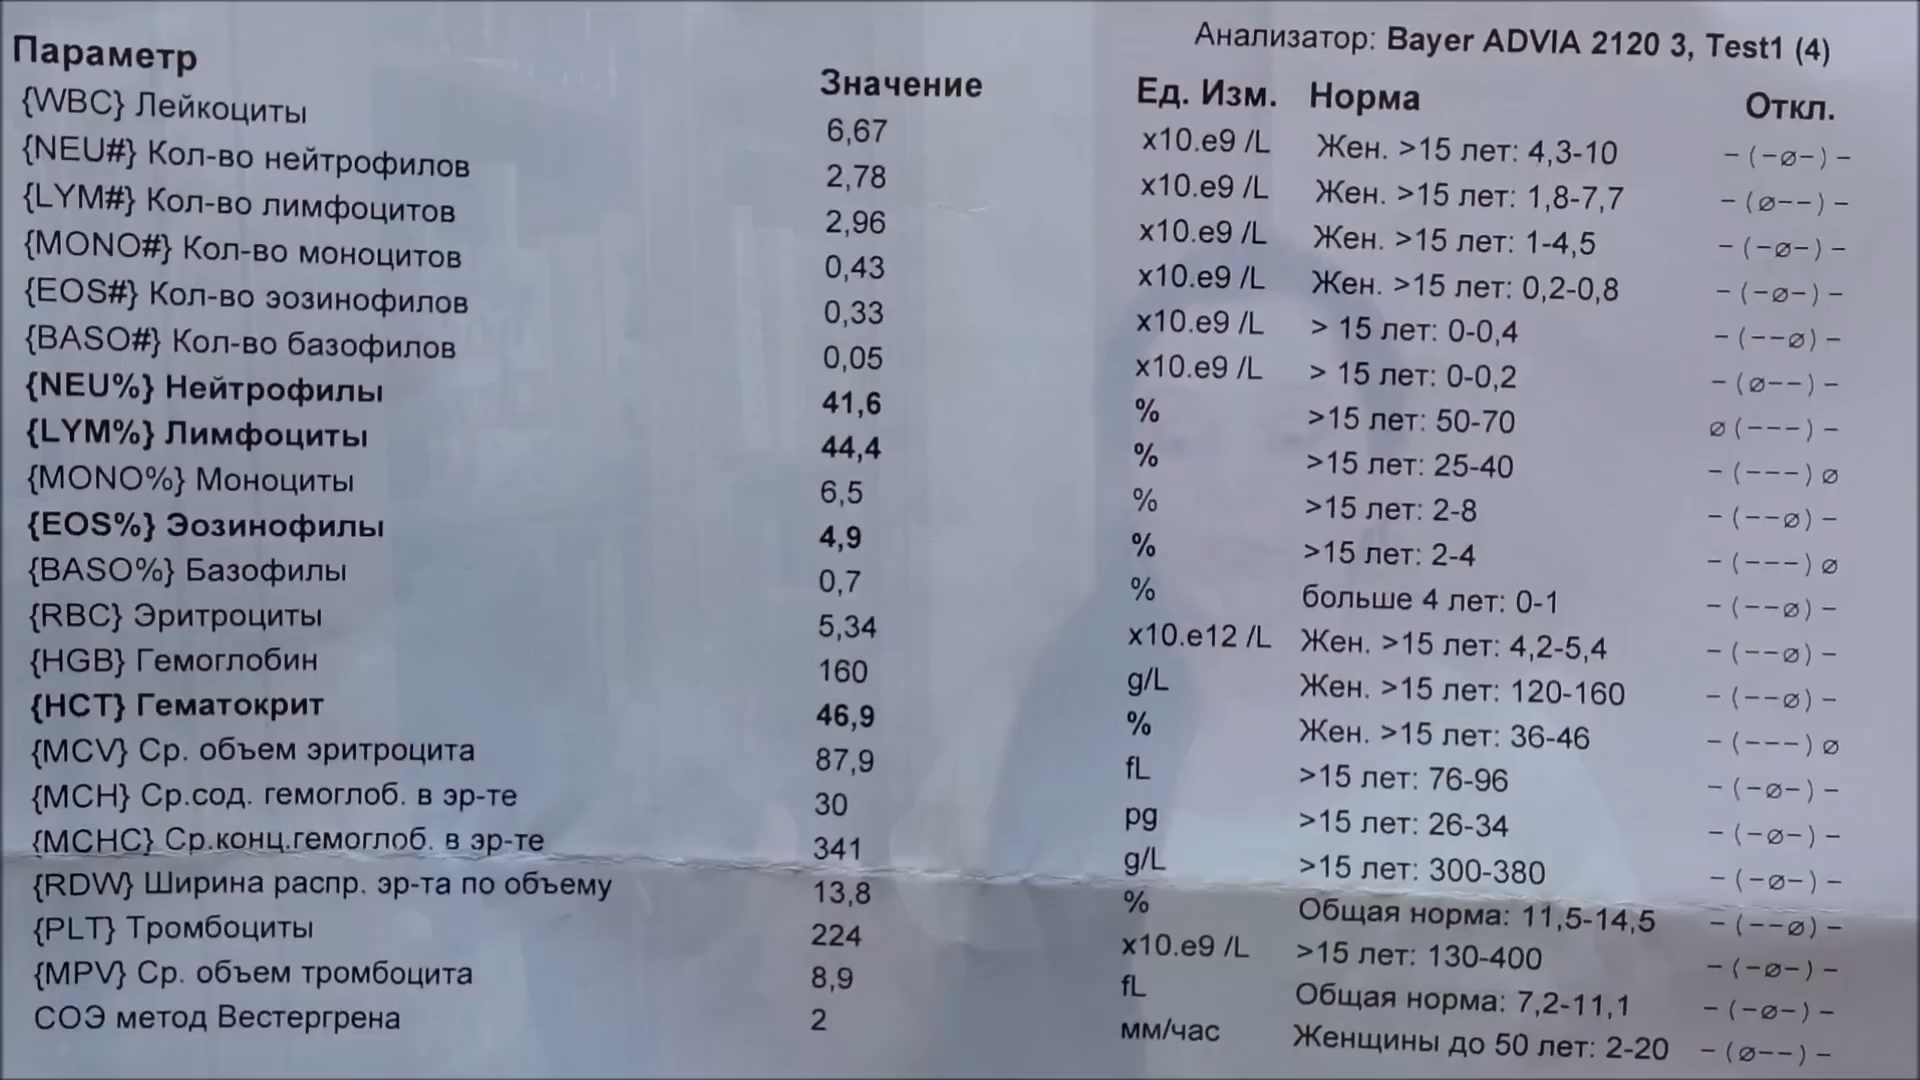 Анализатор: Bayer ADVIA 2120 3, Test1 (4)
Параметр Значение Ед. Изм. Норма Откл.
{WBC} Лейкоциты 6,67 x10.e9 /L Жен. >15 лет: 4,3-10 –(–ø–)–
{NEU#} Кол-во нейтрофилов 2,78 x10.e9 /L Жен. >15 лет: 1,8-7,7 –(ø––)–
{LYM#} Кол-во лимфоцитов 2,96 x10.e9 /L Жен. >15 лет: 1-4,5 –(–ø–)–
{MONO#} Кол-во моноцитов 0,43 x10.e9 /L Жен. >15 лет: 0,2-0,8 –(–ø–)–
{EOS#} Кол-во эозинофилов 0,33 x10.e9 /L > 15 лет: 0-0,4 –(––ø)–
{BASO#} Кол-во базофилов 0,05 x10.e9 /L > 15 лет: 0-0,2 –(ø––)–
{NEU%} Нейтрофилы 41,6 % >15 лет: 50-70 ø(–––)–
{LYM%} Лимфоциты 44,4 % >15 лет: 25-40 –(–––)ø
{MONO%} Моноциты 6,5 % >15 лет: 2-8 –(––ø)–
{EOS%} Эозинофилы 4,9 % >15 лет: 2-4 –(–––)ø
{BASO%} Базофилы 0,7 % больше 4 лет: 0-1 –(––ø)–
{RBC} Эритроциты 5,34 x10.e12 /L Жен. >15 лет: 4,2-5,4 –(––ø)–
{HGB} Гемоглобин 160 g/L Жен. >15 лет: 120-160 –(––ø)–
{HCT} Гематокрит 46,9 % Жен. >15 лет: 36-46 –(–––)ø
{MCV} Ср. объем эритроцита 87,9 fL >15 лет: 76-96 –(–ø–)–
{MCH} Ср.сод. гемоглоб. в эр-те 30 pg >15 лет: 26-34 –(–ø–)–
{MCHC} Ср.конц.гемоглоб. в эр-те 341 g/L >15 лет: 300-380 –(–ø–)–
{RDW} Ширина распр. эр-та по объему 13,8 % Общая норма: 11,5-14,5 –(––ø)–
{PLT} Тромбоциты 224 x10.e9 /L >15 лет: 130-400 –(–ø–)–
{MPV} Ср. объем тромбоцита 8,9 fL Общая норма: 7,2-11,1 –(–ø–)–
СОЭ метод Вестергрена 2 мм/час Женщины до 50 лет: 2-20 –(ø––)–